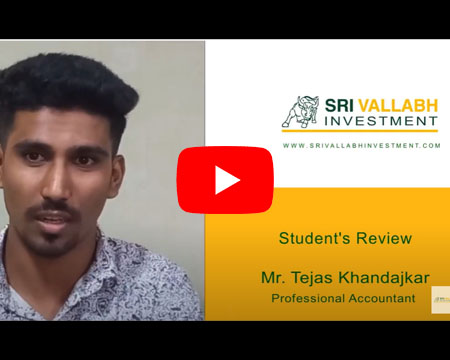 SRI VALLABH
INVESTMENT
WWW.SRIVALLABHINVESTMENT.COM
Student's Review
Mr. Tejas Khandajkar
Professional Accountant